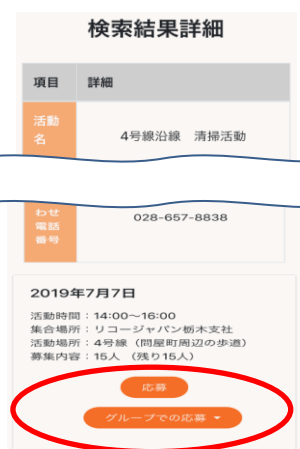 検索結果詳細
項目 詳細
活動
名
4号線沿線 清掃活動
わせ
電話
番号
028-657-8838
2019年7月7日
活動時間：14:00～16:00
集合場所：リコージャパン栃木支社
活動場所：4号線（問屋町周辺の歩道）
募集内容：15人 （残り15人）
応募
グループでの応募